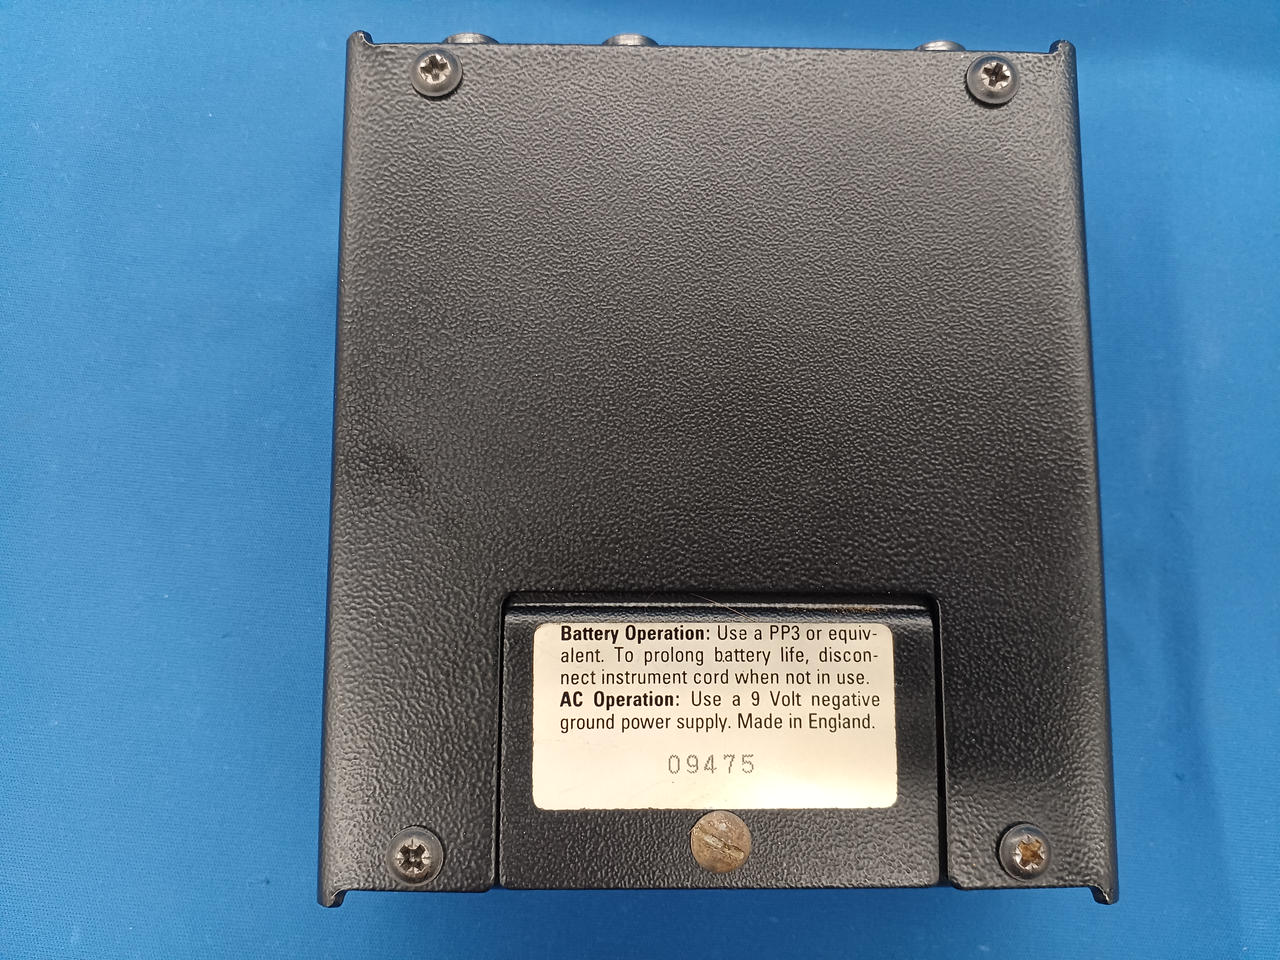 Battery Operation: Use a PP3 or equiv-
alent. To prolong battery life, discon-
nect instrument cord when not in use.
AC Operation: Use a 9 Volt negative
ground power supply. Made in England.
09475